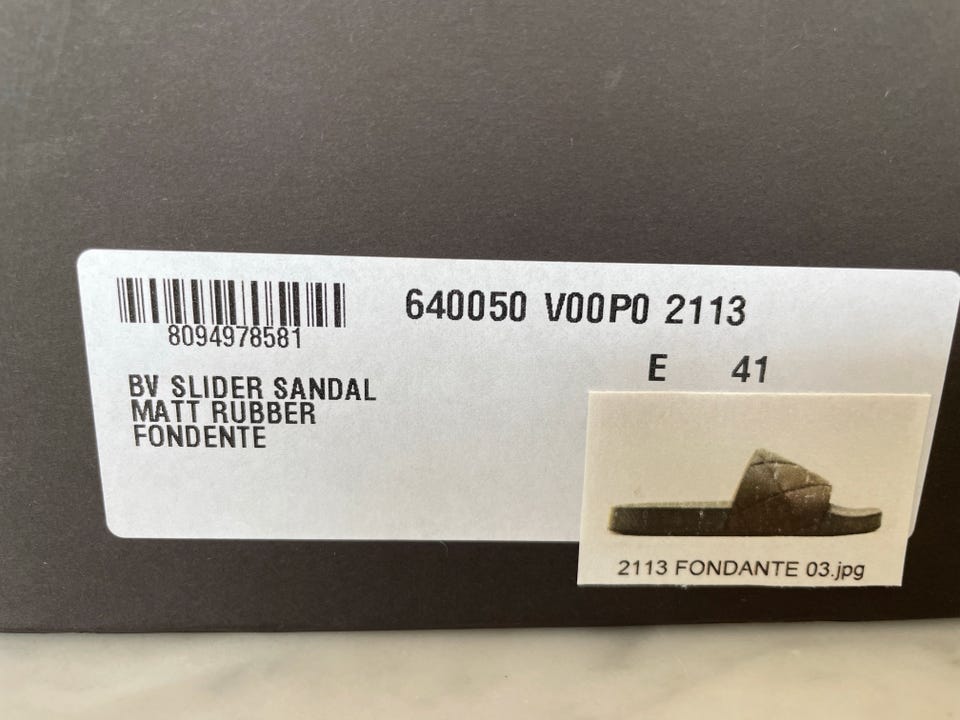 640050 V00P0 2113
8094978581
E 41
BV SLIDER SANDAL
MATT RUBBER
FONDENTE
2113 FONDANTE 03.jpg